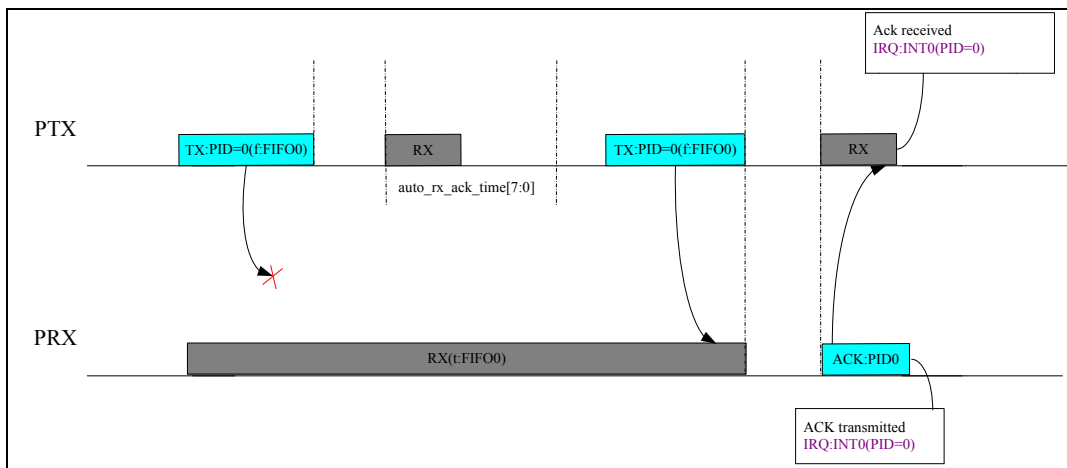 Ack received
IRQ:INT0(PID=0)
PTX
TX:PID=0(f:FIFO0)
RX
TX:PID=0(f:FIFO0)
RX
auto_rx_ack_time[7:0]
PRX
RX(t:FIFO0)
ACK:PID0
ACK transmitted
IRQ:INT0(PID=0)